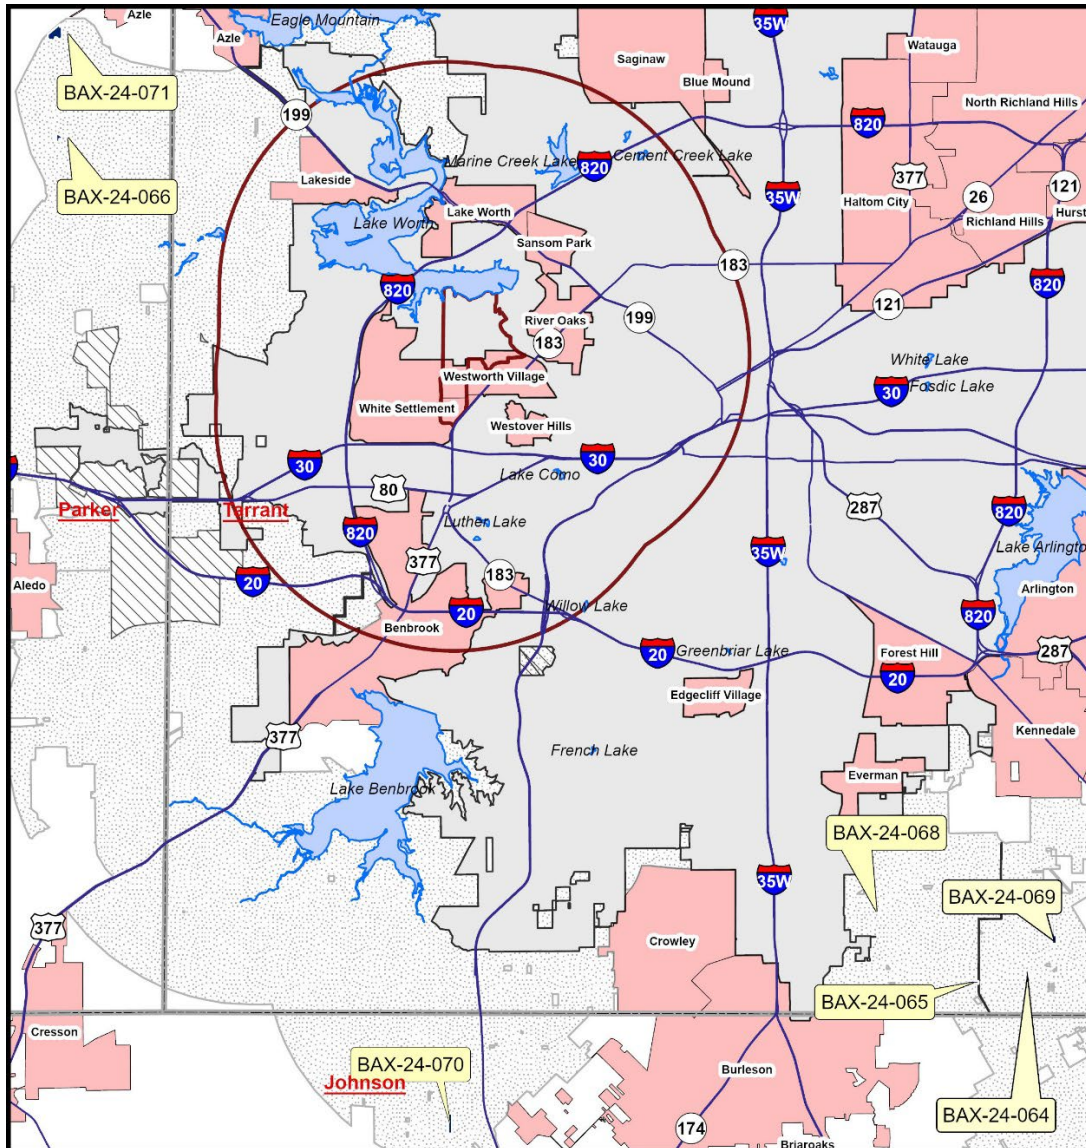 Azle
Eagle Mountain
35W
Azle
Saginaw
Watauga
BAX-24-071
Blue Mound
North Richland Hills
199
820
820
Marine Creek Lake
820
Cement Creek Lake
BAX-24-066
Lakeside
377
121
35W
26
Lake Worth
Haltom City
Hurst
Lake Worth
Richland Hills
Sansom Park
183
820
820
121
River Oaks
199
183
White Lake
Westworth Village
30
Fosdic Lake
White Settlement
Westover Hills
30
30
Lake Como
80
Parker
Tarrant
287
820
Luther Lake
820
35W
Lake Arlington
377
20
183
Aledo
Arlington
Willow Lake
20
820
Benbrook
20
Greenbriar Lake
Forest Hill
287
20
Edgecliff Village
377
Kennedale
French Lake
Everman
Lake Benbrook
BAX-24-068
35W
BAX-24-069
377
Crowley
BAX-24-065
Cresson
BAX-24-070
Burleson
Johnson
BAX-24-064
174
Briaroaks